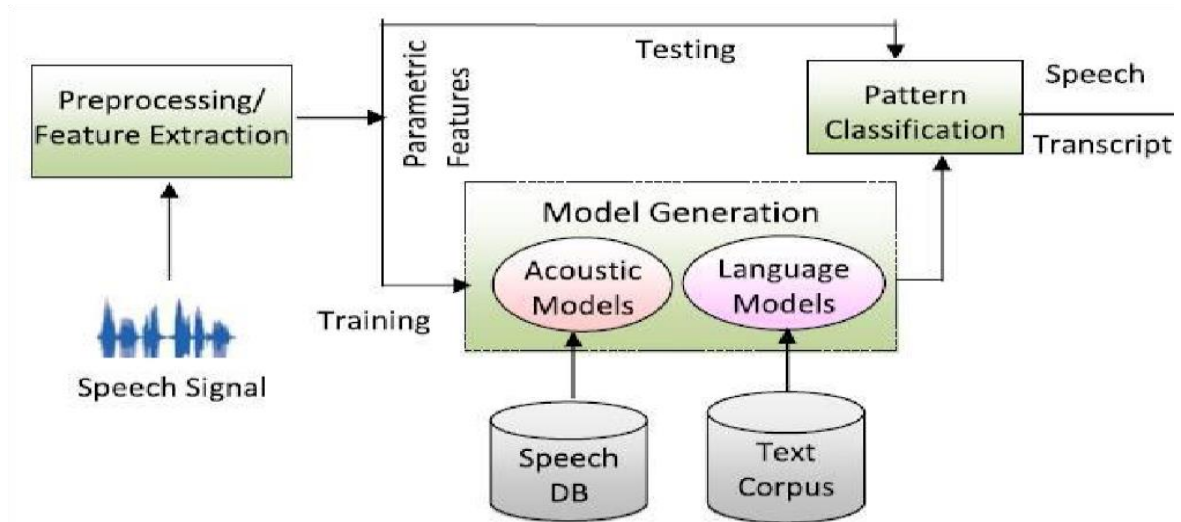 Testing
Preprocessing/
Feature Extraction
Parametric
Features
Pattern
Classification
Speech
Transcript
Model Generation
Acoustic
Models
Language
Models
Training
Speech Signal
Speech
DB
Text
Corpus